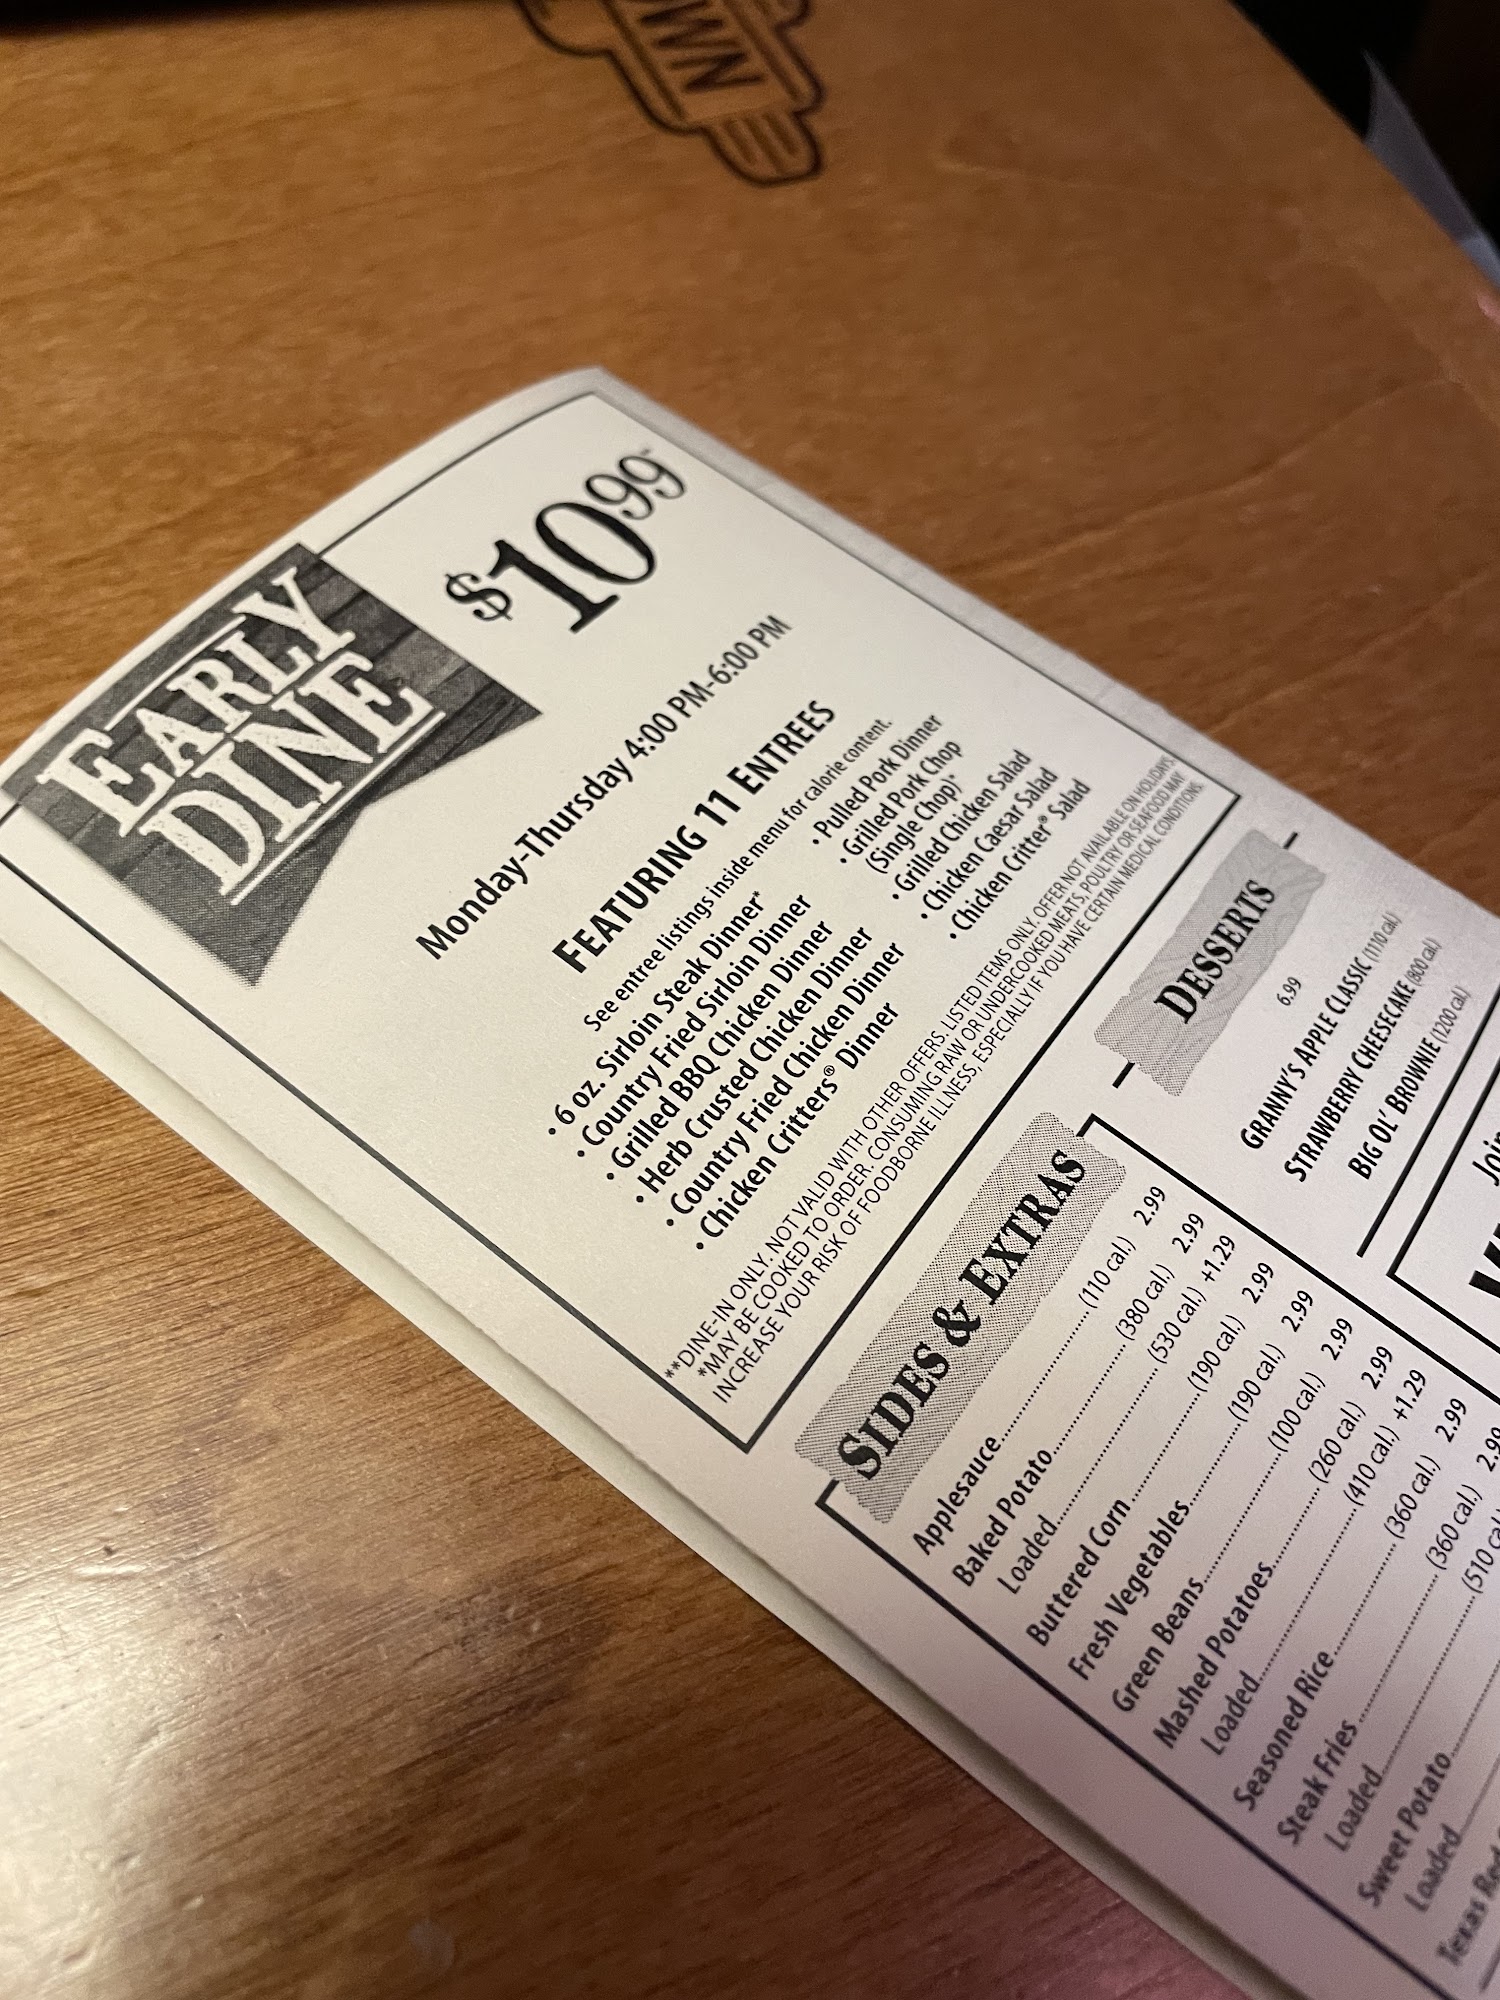 OWN
EARLY
DINE
$10.99**
Monday-Thursday 4:00 PM-6:00 PM
FEATURING 11 ENTREES
See entree listings inside menu for calorie content.
• 6 oz. Sirloin Steak Dinner*
• Country Fried Sirloin Dinner
• Grilled BBQ Chicken Dinner
• Herb Crusted Chicken Dinner
• Country Fried Chicken Dinner
• Chicken Critters® Dinner
• Pulled Pork Dinner
• Grilled Pork Chop
(Single Chop)*
• Grilled Chicken Salad
• Chicken Caesar Salad
• Chicken Critter® Salad
**DINE-IN ONLY. NOT VALID WITH OTHER OFFERS. LISTED ITEMS ONLY. OFFER NOT AVAILABLE ON HOLIDAYS.
*MAY BE COOKED TO ORDER. CONSUMING RAW OR UNDERCOOKED MEATS, POULTRY OR SEAFOOD MAY
INCREASE YOUR RISK OF FOODBORNE ILLNESS, ESPECIALLY IF YOU HAVE CERTAIN MEDICAL CONDITIONS.
SIDES & EXTRAS
Applesauce (110 cal.) 2.99
Baked Potato (380 cal.) 2.99
Loaded (530 cal.) +1.29
Buttered Corn (190 cal.) 2.99
Fresh Vegetables (190 cal.) 2.99
Green Beans (100 cal.) 2.99
Mashed Potatoes (260 cal.) 2.99
Loaded (410 cal.) +1.29
Seasoned Rice (360 cal.) 2.99
Steak Fries (360 cal.) 2.99
Loaded (510 cal.)
Sweet Potato
Loaded
Texas Red
DESSERTS
6.99
GRANNY'S APPLE CLASSIC (110 cal.)
STRAWBERRY CHEESECAKE (800 cal.)
BIG OL' BROWNIE (1200 cal.)
Join